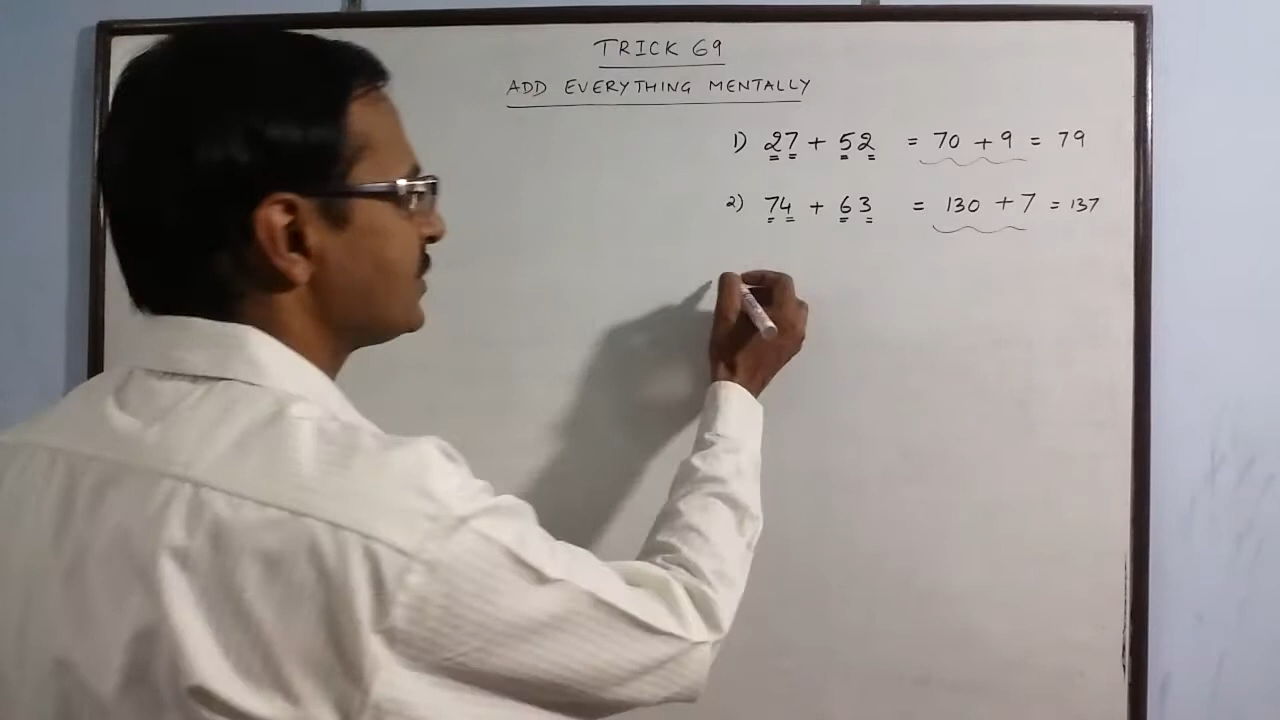 TRICK 69
ADD EVERYTHING MENTALLY
1) 27 + 52 = 70 + 9 = 79
2) 74 + 63 = 130 + 7 = 137